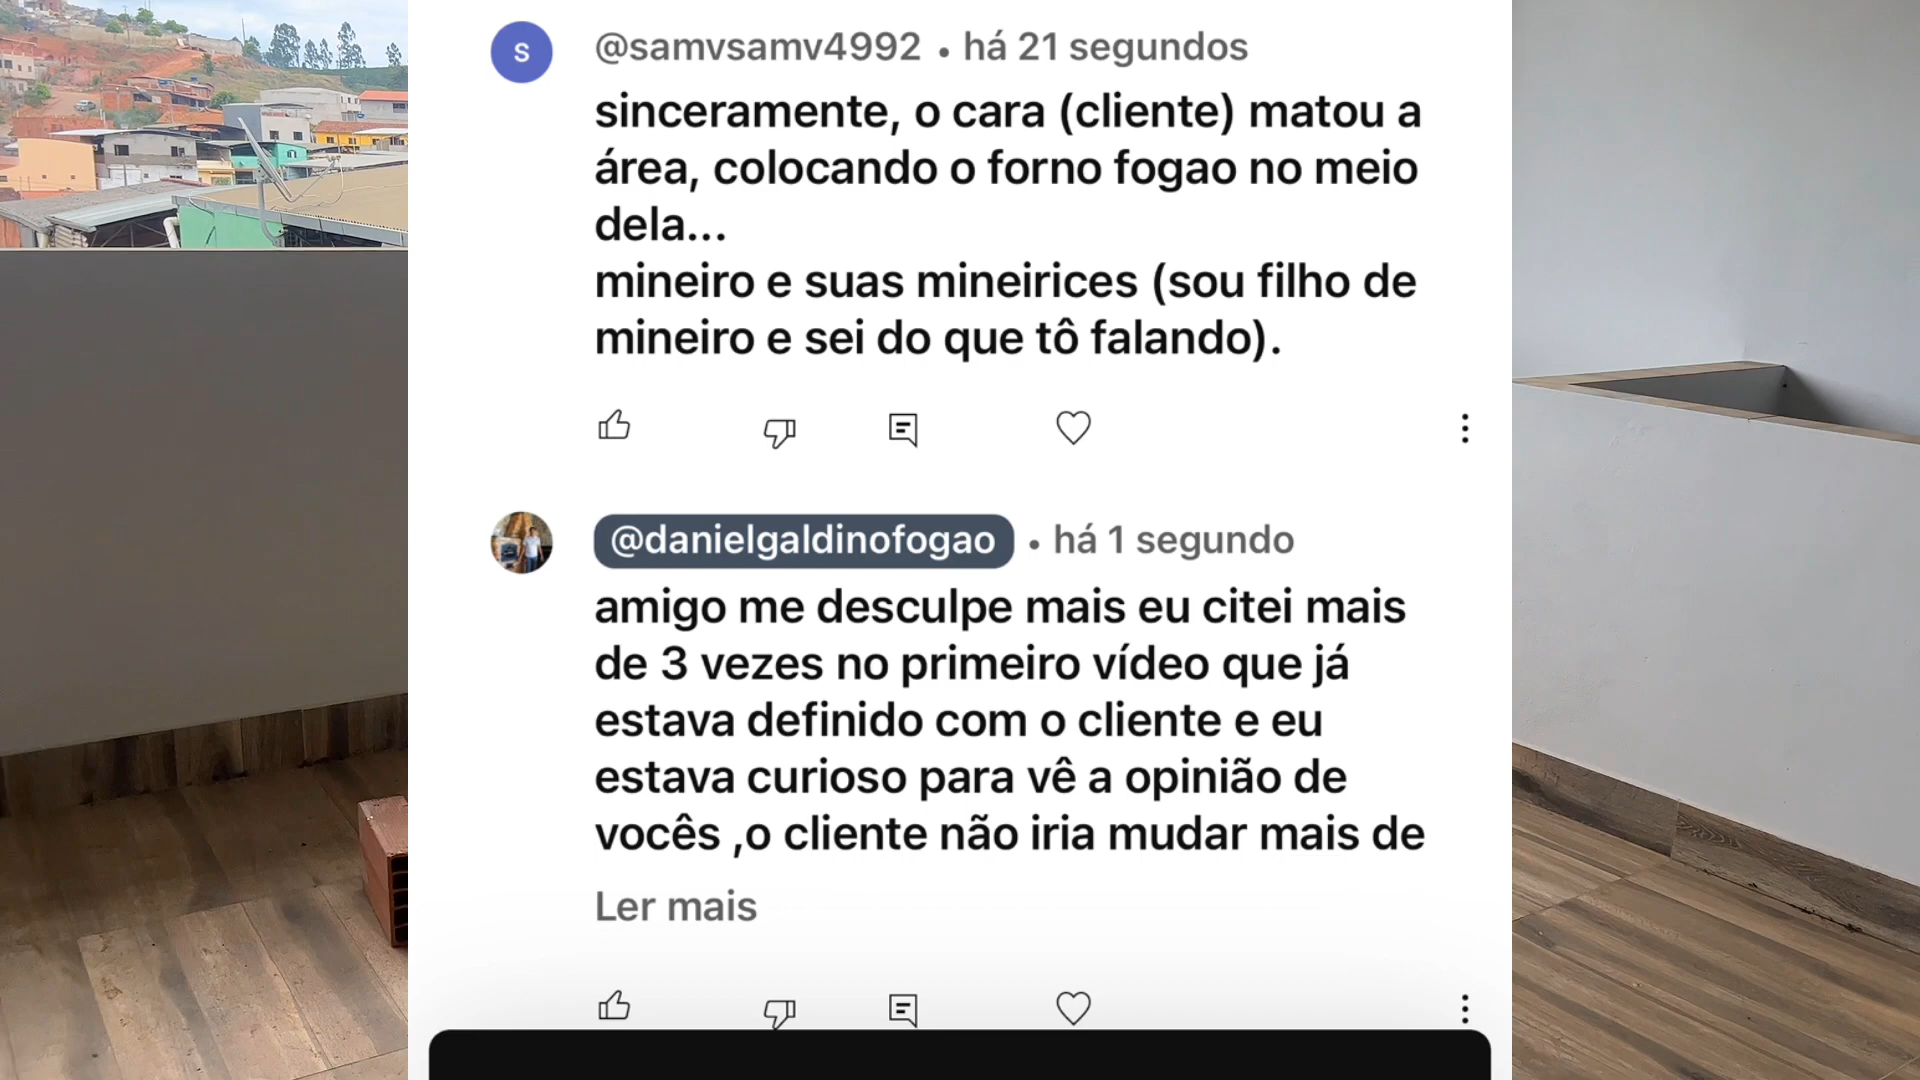 S
@samvsamv4992 • há 21 segundos
sinceramente, o cara (cliente) matou a
área, colocando o forno fogao no meio
dela...
mineiro e suas mineirices (sou filho de
mineiro e sei do que tô falando).
@danielgaldinofogao • há 1 segundo
amigo me desculpe mais eu citei mais
de 3 vezes no primeiro vídeo que já
estava definido com o cliente e eu
estava curioso para vê a opinião de
vocês ,o cliente não iria mudar mais de
Ler mais